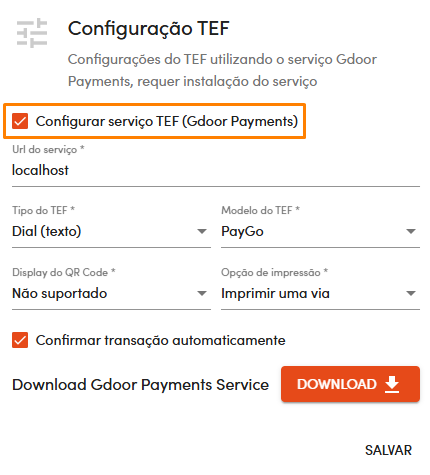 Configuração TEF
Configurações do TEF utilizando o serviço Gdoor
Payments, requer instalação do serviço
Configurar serviço TEF (Gdoor Payments)
Url do serviço *
localhost
Tipo do TEF *
Modelo do TEF *
Dial (texto)
PayGo
Display do QR Code *
Opção de impressão *
Não suportado
Imprimir uma via
Confirmar transação automaticamente
Download Gdoor Payments Service
DOWNLOAD
SALVAR